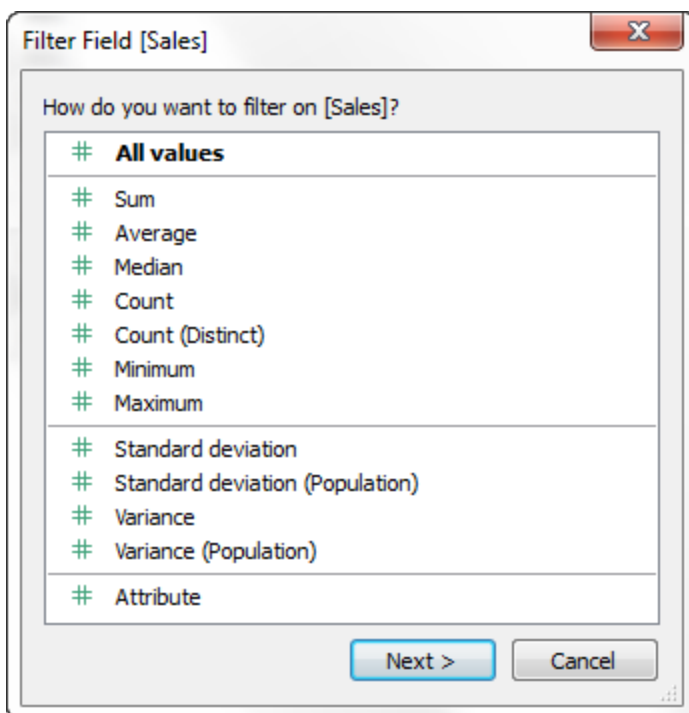 Filter Field [Sales]
How do you want to filter on [Sales]?
# All values
# Sum
# Average
# Median
# Count
# Count (Distinct)
# Minimum
# Maximum
# Standard deviation
# Standard deviation (Population)
# Variance
# Variance (Population)
# Attribute
Next > Cancel